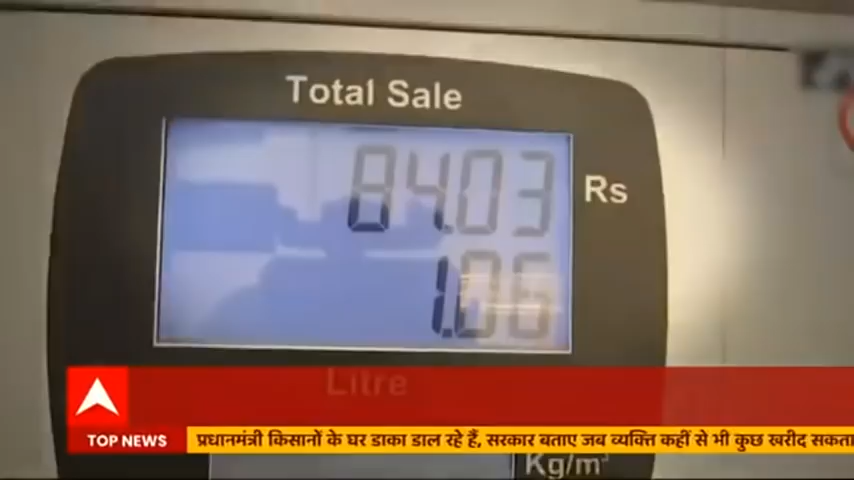 Total Sale
84.03 Rs
1.06
Litre
TOP NEWS प्रधानमंत्री किसानों के घर डाका डाल रहे हैं, सरकार बताए जब व्यक्ति कहीं से भी कुछ खरीद सकता
Kg/m³